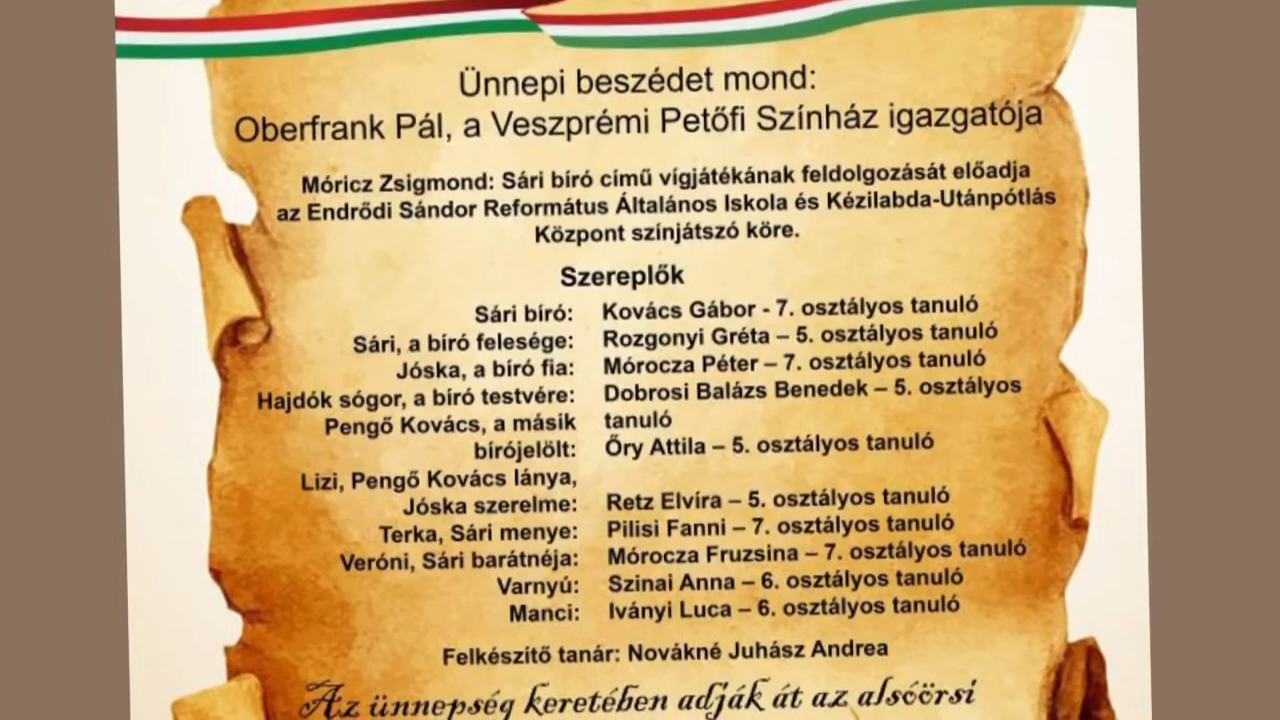 Ünnepi beszédet mond:
Oberfrank Pál, a Veszprémi Petőfi Színház igazgatója
Móricz Zsigmond: Sári bíró című vígjátékának feldolgozását előadja
az Endrődi Sándor Református Általános Iskola és Kézilabda-Utánpótlás
Központ színjátszó köre.
Szereplők
Sári bíró: Kovács Gábor - 7. osztályos tanuló
Sári, a bíró felesége: Rozgonyi Gréta – 5. osztályos tanuló
Jóska, a bíró fia: Mórocza Péter – 7. osztályos tanuló
Hajdók sógor, a bíró testvére: Dobrosi Balázs Benedek – 5. osztályos
Pengő Kovács, a másik tanuló
bírójelölt: Őry Attila – 5. osztályos tanuló
Lizi, Pengő Kovács lánya,
Jóska szerelme: Retz Elvíra – 5. osztályos tanuló
Terka, Sári menye: Pilisi Fanni – 7. osztályos tanuló
Veróni, Sári barátnéja: Mórocza Fruzsina – 7. osztályos tanuló
Varnyú: Szinai Anna – 6. osztályos tanuló
Manci: Iványi Luca – 6. osztályos tanuló
Felkészítő tanár: Novákné Juhász Andrea
Az ünnepség keretében adják át az alsóörsi